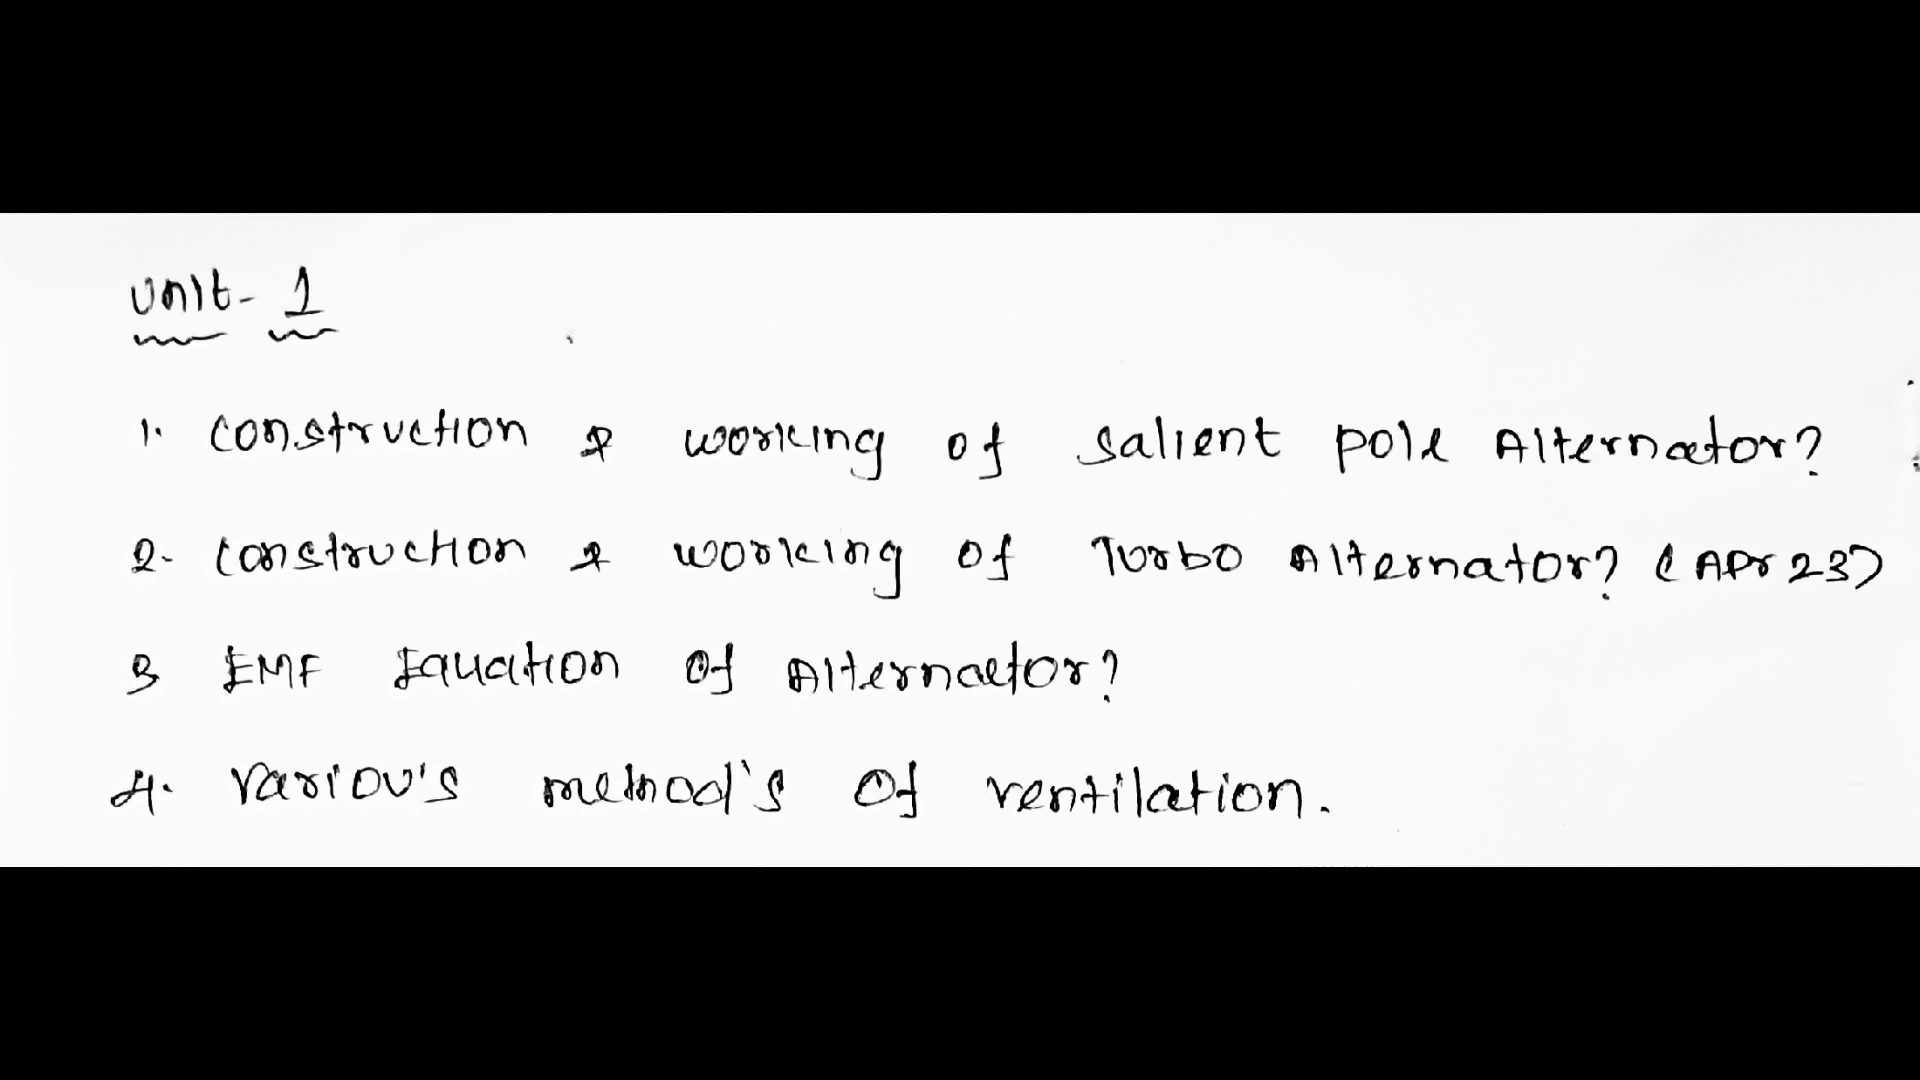 Unit- 1
1. Construction & working of salient pole Alternator?
2. Construction & working of Turbo Alternator? (APr 23)
3 EMF Equation Of Alternator?
4. Variou's method's Of ventilation.